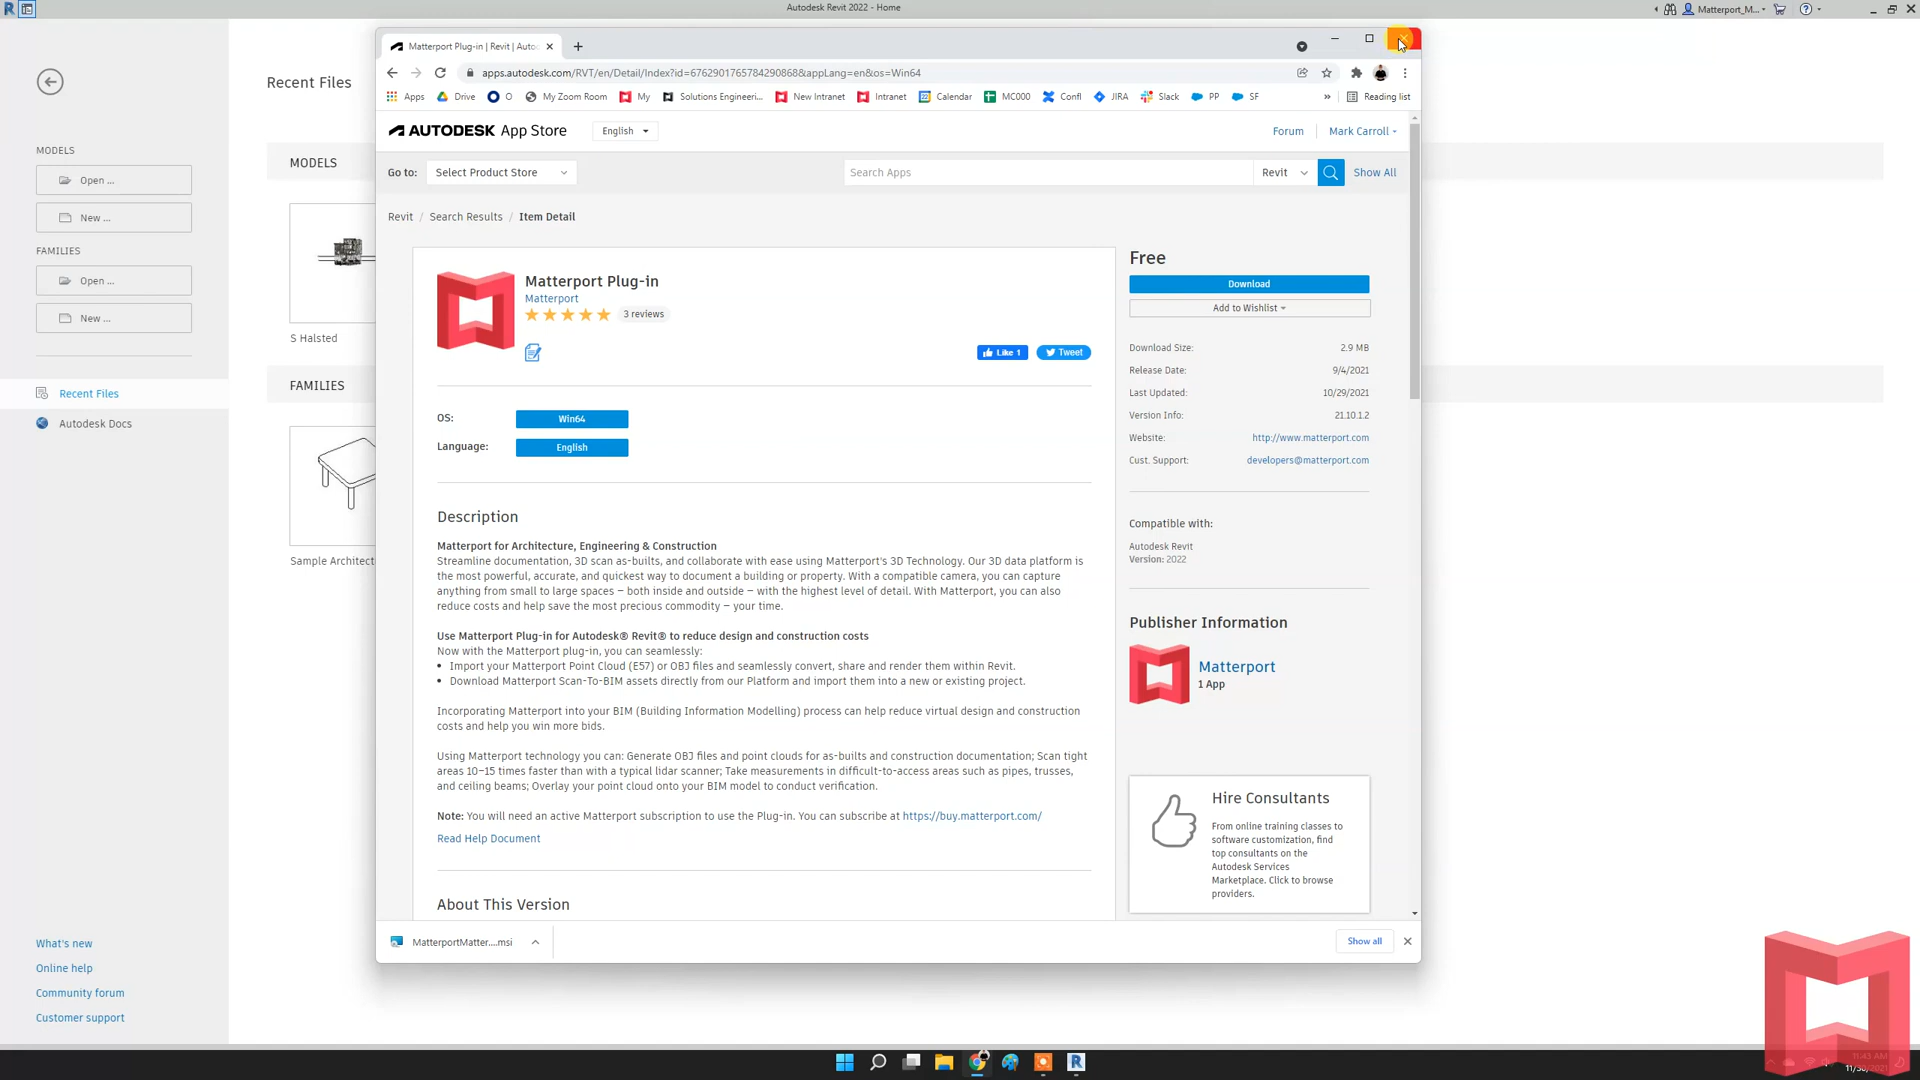 Autodesk Revit 2022 - Home
Matterport_M...
Recent Files
MODELS
Open ...
New ...
FAMILIES
Open ...
New ...
Recent Files
Autodesk Docs
What's new
Online help
Community forum
Customer support
MODELS
S Halsted
FAMILIES
Sample Architect
Matterport Plug-in | Revit | Auto
apps.autodesk.com/RVT/en/Detail/Index?id=6762901765784290868&appLang=en&os=Win64
Apps
Drive
O
My Zoom Room
My
Solutions Engineeri...
New Intranet
Intranet
Calendar
MC000
Confl
JIRA
Slack
PP
SF
»
Reading list
AUTODESK App Store
English
Forum
Mark Carroll
Go to:
Select Product Store
Search Apps
Revit
Show All
Revit / Search Results / Item Detail
Matterport Plug-in
Matterport
3 reviews
Like 1
Tweet
OS:
Win64
Language:
English
Description
Matterport for Architecture, Engineering & Construction
Streamline documentation, 3D scan as-builts, and collaborate with ease using Matterport's 3D Technology. Our 3D data platform is
the most powerful, accurate, and quickest way to document a building or property. With a compatible camera, you can capture
anything from small to large spaces – both inside and outside – with the highest level of detail. With Matterport, you can also
reduce costs and help save the most precious commodity – your time.
Use Matterport Plug-in for Autodesk® Revit® to reduce design and construction costs
Now with the Matterport plug-in, you can seamlessly:
• Import your Matterport Point Cloud (E57) or OBJ files and seamlessly convert, share and render them within Revit.
• Download Matterport Scan-To-BIM assets directly from our Platform and import them into a new or existing project.
Incorporating Matterport into your BIM (Building Information Modelling) process can help reduce virtual design and construction
costs and help you win more bids.
Using Matterport technology you can: Generate OBJ files and point clouds for as-builts and construction documentation; Scan tight
areas 10–15 times faster than with a typical lidar scanner; Take measurements in difficult-to-access areas such as pipes, trusses,
and ceiling beams; Overlay your point cloud onto your BIM model to conduct verification.
Note: You will need an active Matterport subscription to use the Plug-in. You can subscribe at https://buy.matterport.com/
Read Help Document
About This Version
Free
Download
Add to Wishlist
Download Size: 2.9 MB
Release Date: 9/4/2021
Last Updated: 10/29/2021
Version Info: 21.10.1.2
Website: http://www.matterport.com
Cust. Support: developers@matterport.com
Compatible with:
Autodesk Revit
Version: 2022
Publisher Information
Matterport
1 App
Hire Consultants
From online training classes to
software customization, find
top consultants on the
Autodesk Services
Marketplace. Click to browse
providers.
MatterportMatter....msi
Show all
11:43 AM
11/30/2021